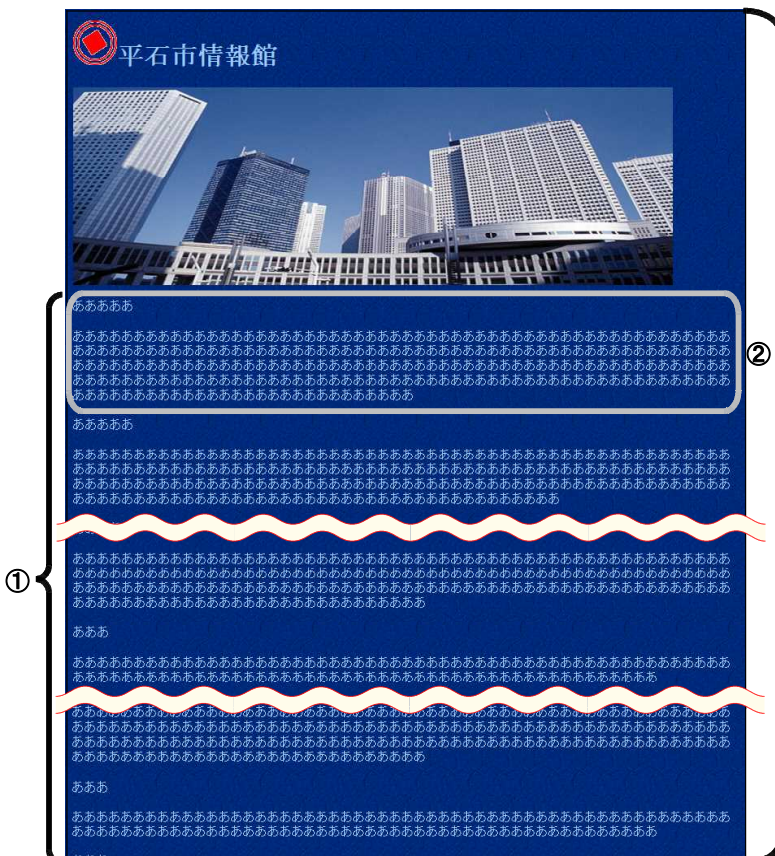 平石市情報館
あああああ
ああああああああああああああああああああああああああああああああああああああああああああああああああああああ
ああああああああああああああああああああああああああああああああああああああああああああああああああああああ
ああああああああああああああああああああああああああああああああああああああああああああああああああああああ
ああああああああああああああああああああああああああああああああああああああああああああああああああああああ
ああああああああああああああああああああああああああああ
②
あああああ
ああああああああああああああああああああああああああああああああああああああああああああああああああああああ
ああああああああああああああああああああああああああああああああああああああああああああああああああああああ
ああああああああああああああああああああああああああああああああああああああああああああああああああああああ
ああああああああああああああああああああああああああああああああああああああああ
ああああああああああああああああああああああああああああああああああああああああああああああああああああああ
ああああああああああああああああああああああああああああああああああああああああああああああああああああああ
①
ああああああああああああああああああああああああああああああああああああああああああああああああああああああ
あああああああああああああああああああああああああああ
あああ
ああああああああああああああああああああああああああああああああああああああああああああああああああああああ
ああああああああああああああああああああああああああああああああああああああああああああああああ
ああああああああああああああああああああああああああああああああああああああああああああああああああああああ
ああああああああああああああああああああああああああああああああああああああああああああああああああああああ
ああああああああああああああああああああああああああああああああああああああああああああああああああああああ
あああああああああああああああああああああああああああ
あああ
ああああああああああああああああああああああああああああああああああああああああああああああああああああああ
ああああああああああああああああああああああああああああああああああああああああああああああああ